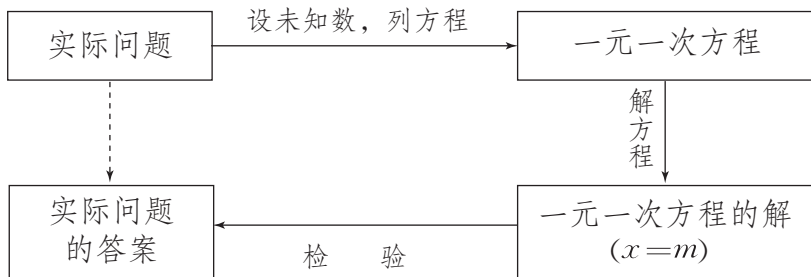 实际问题
设未知数，列方程
一元一次方程
解方程
实际问题
的答案
检 验
一元一次方程的解
(x=m)